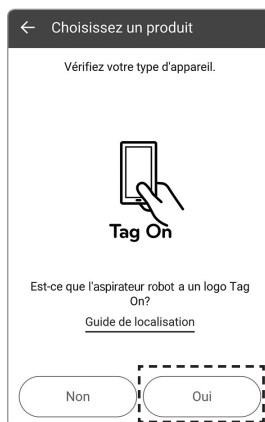 ← Choisissez un produit
Vérifiez votre type d'appareil.
Tag On
Est-ce que l'aspirateur robot a un logo Tag
On?
Guide de localisation
Non
Oui